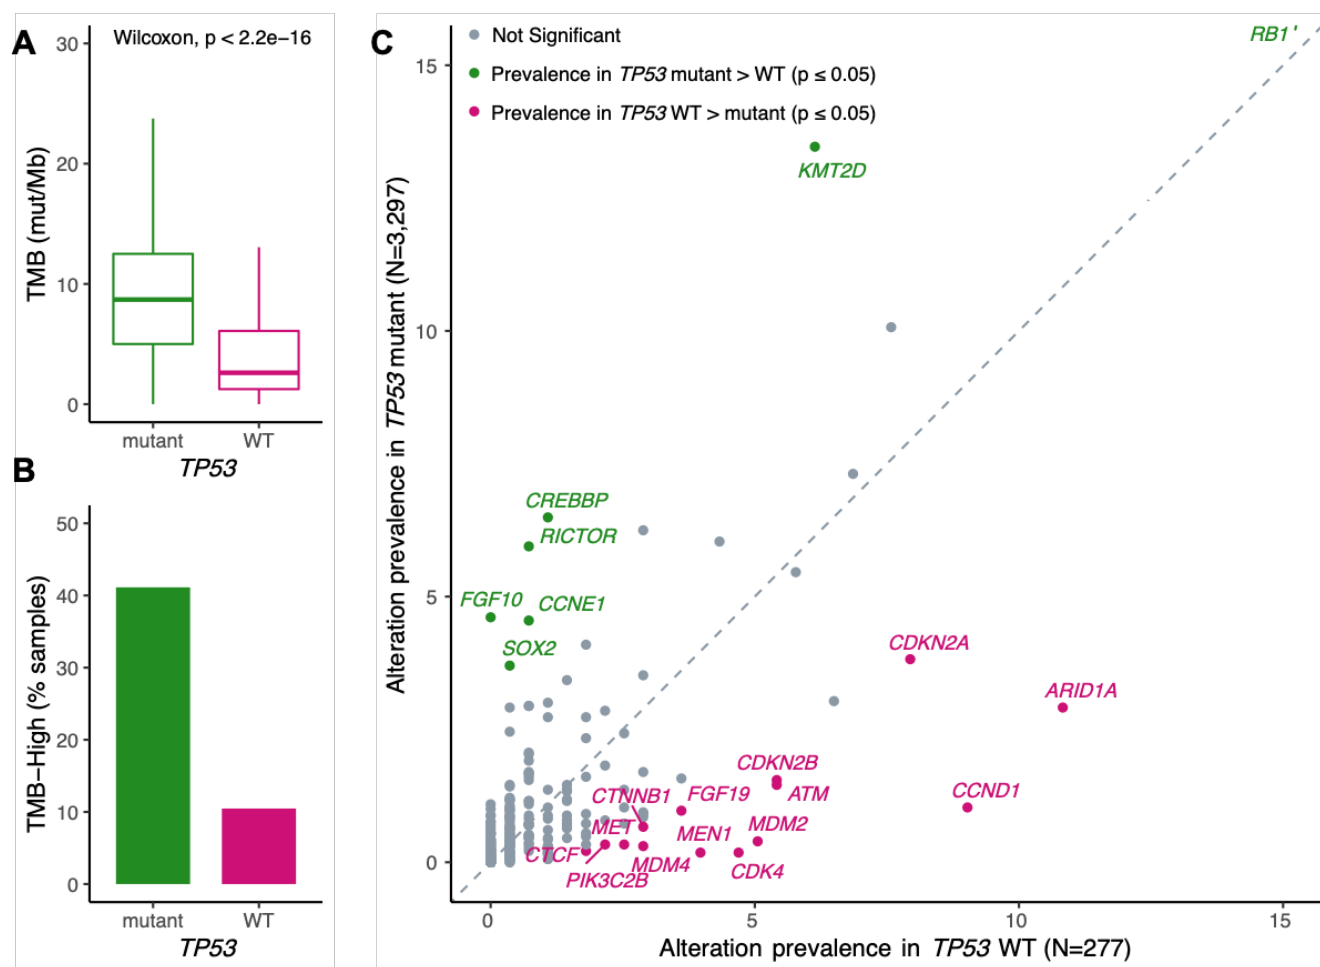 A
Wilcoxon, p < 2.2e−16
TMB (mut/Mb)
30
20
10
0
mutant
WT
TP53
B
TMB−High (% samples)
50
40
30
20
10
0
mutant
WT
TP53
C
Not Significant
Prevalence in TP53 mutant > WT (p ≤ 0.05)
Prevalence in TP53 WT > mutant (p ≤ 0.05)
Alteration prevalence in TP53 mutant (N=3,297)
15
10
5
0
RB1
KMT2D
CREBBP
RICTOR
FGF10
CCNE1
SOX2
CDKN2A
ARID1A
CDKN2B
ATM
CCND1
CTNNB1
FGF19
MET
MEN1
MDM2
CTCF
MDM4
CDK4
PIK3C2B
0
5
10
15
Alteration prevalence in TP53 WT (N=277)